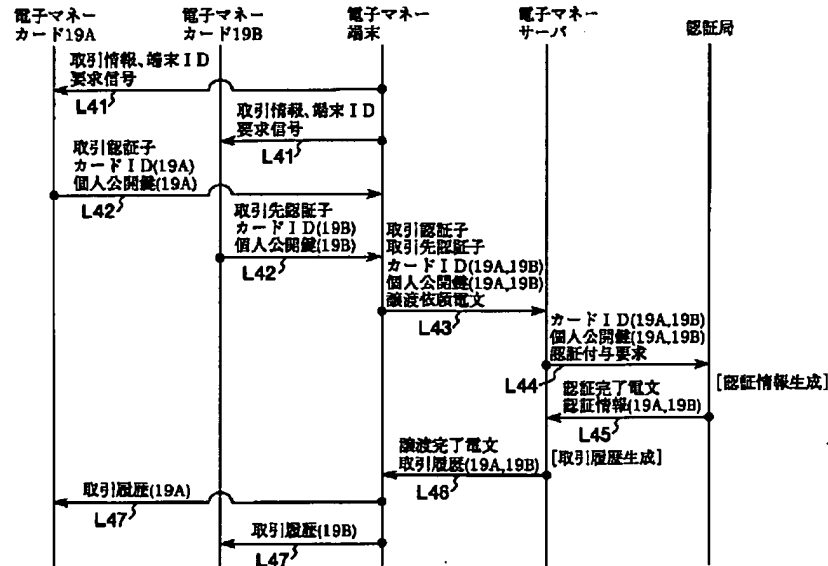 電子マネー
カード19A
電子マネー
カード19B
電子マネー
端末
電子マネー
サーバ
認証局
取引情報、端末ID
要求信号
L41
取引情報、端末ID
要求信号
L41
取引認証子
カードID(19A)
個人公開鍵(19A)
L42
取引先認証子
カードID(19B)
個人公開鍵(19B)
L42
取引認証子
取引先認証子
カードID(19A,19B)
個人公開鍵(19A,19B)
譲渡依頼電文
L43
カードID(19A,19B)
個人公開鍵(19A,19B)
認証付与要求
L44
[認証情報生成]
認証完了電文
認証情報(19A,19B)
L45
譲渡完了電文
取引履歴(19A,19B)
[取引履歴生成]
L46
取引履歴(19A)
L47
取引履歴(19B)
L47